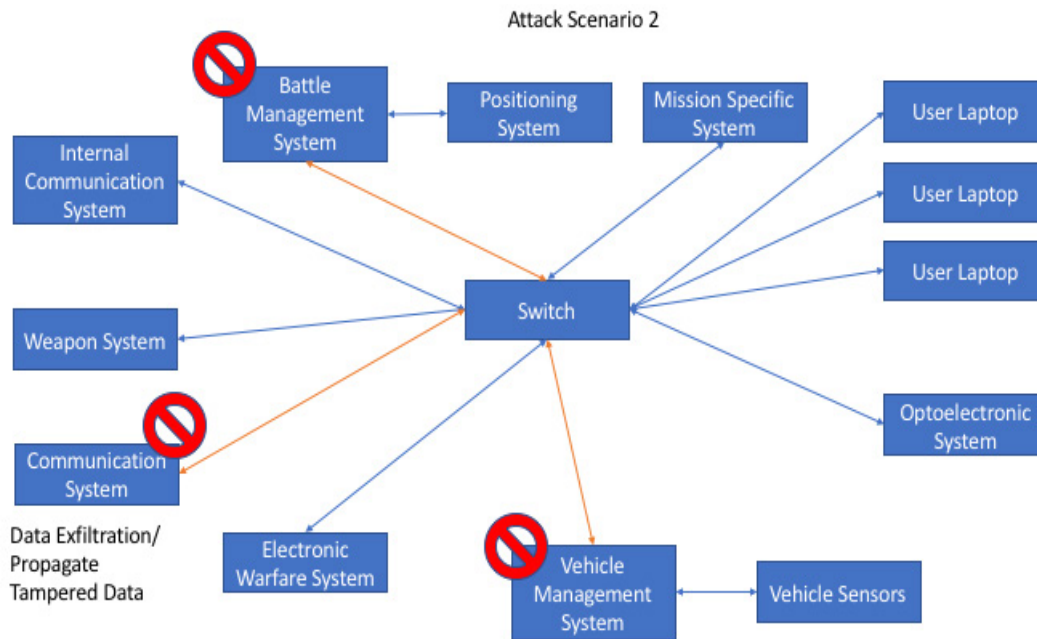 Attack Scenario 2
Battle
Management
System
Positioning
System
Mission Specific
System
User Laptop
Internal
Communication
System
User Laptop
User Laptop
Switch
Weapon System
Optoelectronic
System
Communication
System
Data Exfiltration/
Propagate
Tampered Data
Electronic
Warfare System
Vehicle
Management
System
Vehicle Sensors